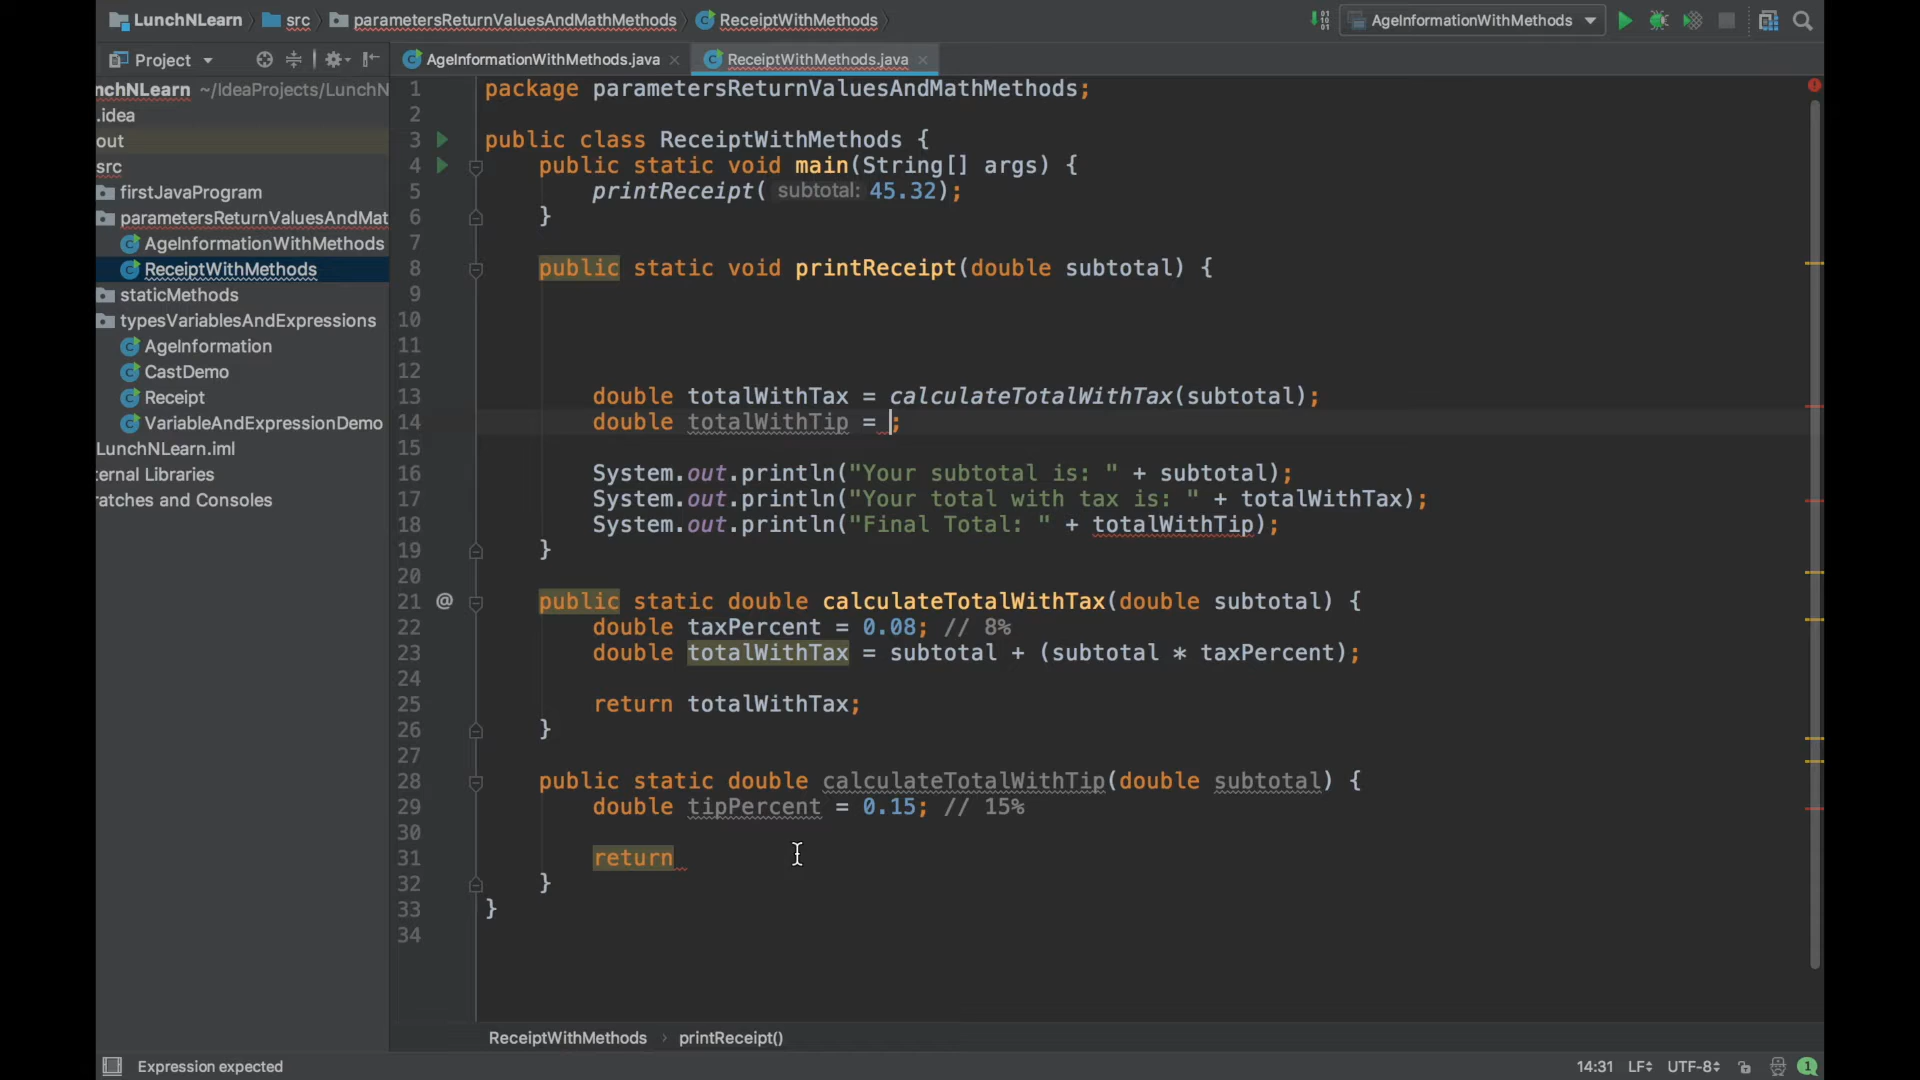 LunchNLearn src parametersReturnValuesAndMathMethods ReceiptWithMethods AgeInformationWithMethods
Project AgeInformationWithMethods.java ReceiptWithMethods.java
nchNLearn ~/IdeaProjects/LunchN
.idea
out
src
firstJavaProgram
parametersReturnValuesAndMat
AgeInformationWithMethods
ReceiptWithMethods
staticMethods
typesVariablesAndExpressions
AgeInformation
CastDemo
Receipt
VariableAndExpressionDemo
LunchNLearn.iml
ternal Libraries
ratches and Consoles
1 package parametersReturnValuesAndMathMethods;
2
3 public class ReceiptWithMethods {
4 public static void main(String[] args) {
5 printReceipt( subtotal: 45.32);
6 }
7
8 public static void printReceipt(double subtotal) {
9
10
11
12
13 double totalWithTax = calculateTotalWithTax(subtotal);
14 double totalWithTip = ;
15
16 System.out.println("Your subtotal is: " + subtotal);
17 System.out.println("Your total with tax is: " + totalWithTax);
18 System.out.println("Final Total: " + totalWithTip);
19 }
20
21 @ public static double calculateTotalWithTax(double subtotal) {
22 double taxPercent = 0.08; // 8%
23 double totalWithTax = subtotal + (subtotal * taxPercent);
24
25 return totalWithTax;
26 }
27
28 public static double calculateTotalWithTip(double subtotal) {
29 double tipPercent = 0.15; // 15%
30
31 return
32 }
33 }
34
ReceiptWithMethods printReceipt()
Expression expected 14:31 LF UTF-8 1